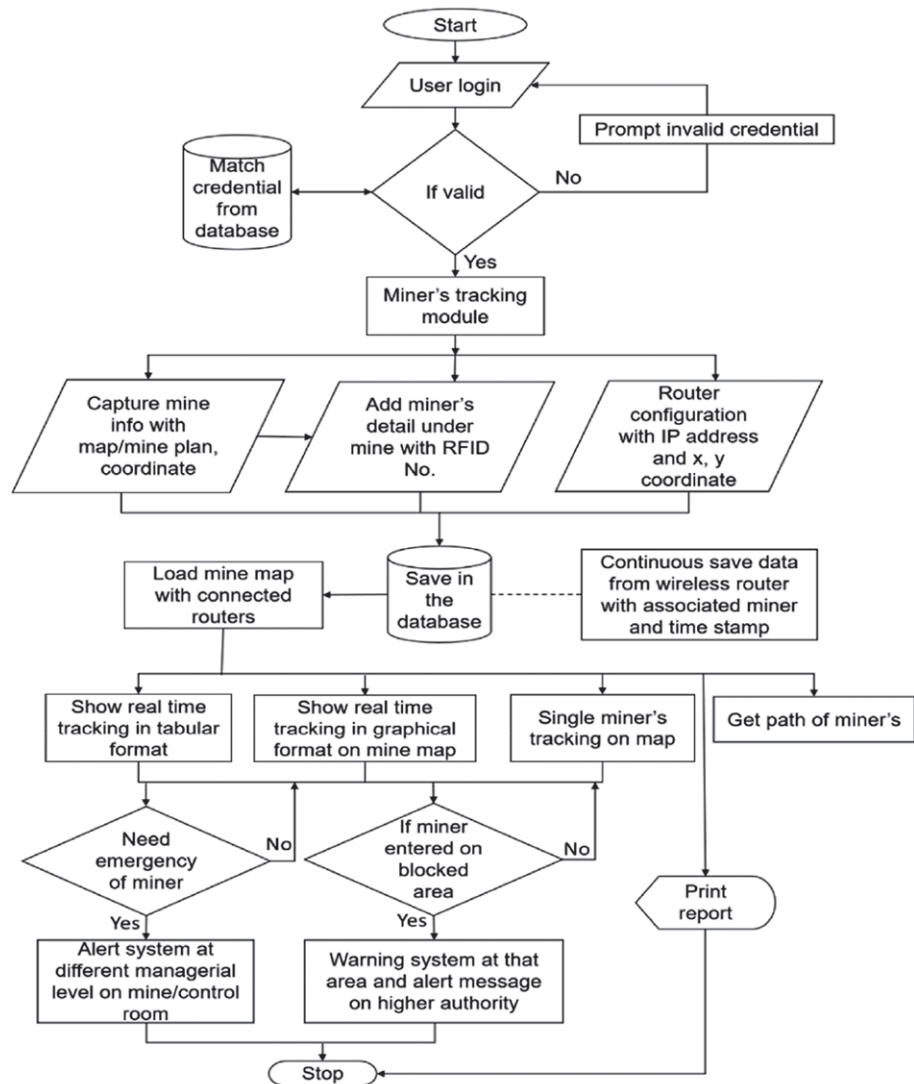 Start
User login
Prompt invalid credential
Match
credential
from
database
If valid
No
Yes
Miner's tracking
module
Capture mine
info with
map/mine plan,
coordinate
Add miner's
detail under
mine with RFID
No.
Router
configuration
with IP address
and x, y
coordinate
Load mine map
with connected
routers
Save in
the
database
Continuous save data
from wireless router
with associated miner
and time stamp
Show real time
tracking in tabular
format
Show real time
tracking in graphical
format on mine map
Single miner's
tracking on map
Get path of miner's
Need
emergency
of miner
No
If miner
entered on
blocked
area
No
Print
report
Yes
Yes
Alert system at
different managerial
level on mine/control
room
Warning system at that
area and alert message
on higher authority
Stop